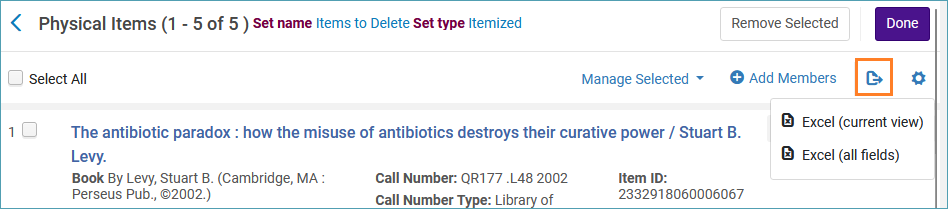 Physical Items (1 - 5 of 5 ) Set name Items to Delete Set type Itemized
Remove Selected
Done
Select All
Manage Selected
Add Members
Excel (current view)
Excel (all fields)
1
The antibiotic paradox : how the misuse of antibiotics destroys their curative power / Stuart B.
Levy.
Book By Levy, Stuart B. (Cambridge, MA :
Perseus Pub., ©2002.)
Call Number: QR177 .L48 2002
Call Number Type: Library of
Item ID:
2332918060006067